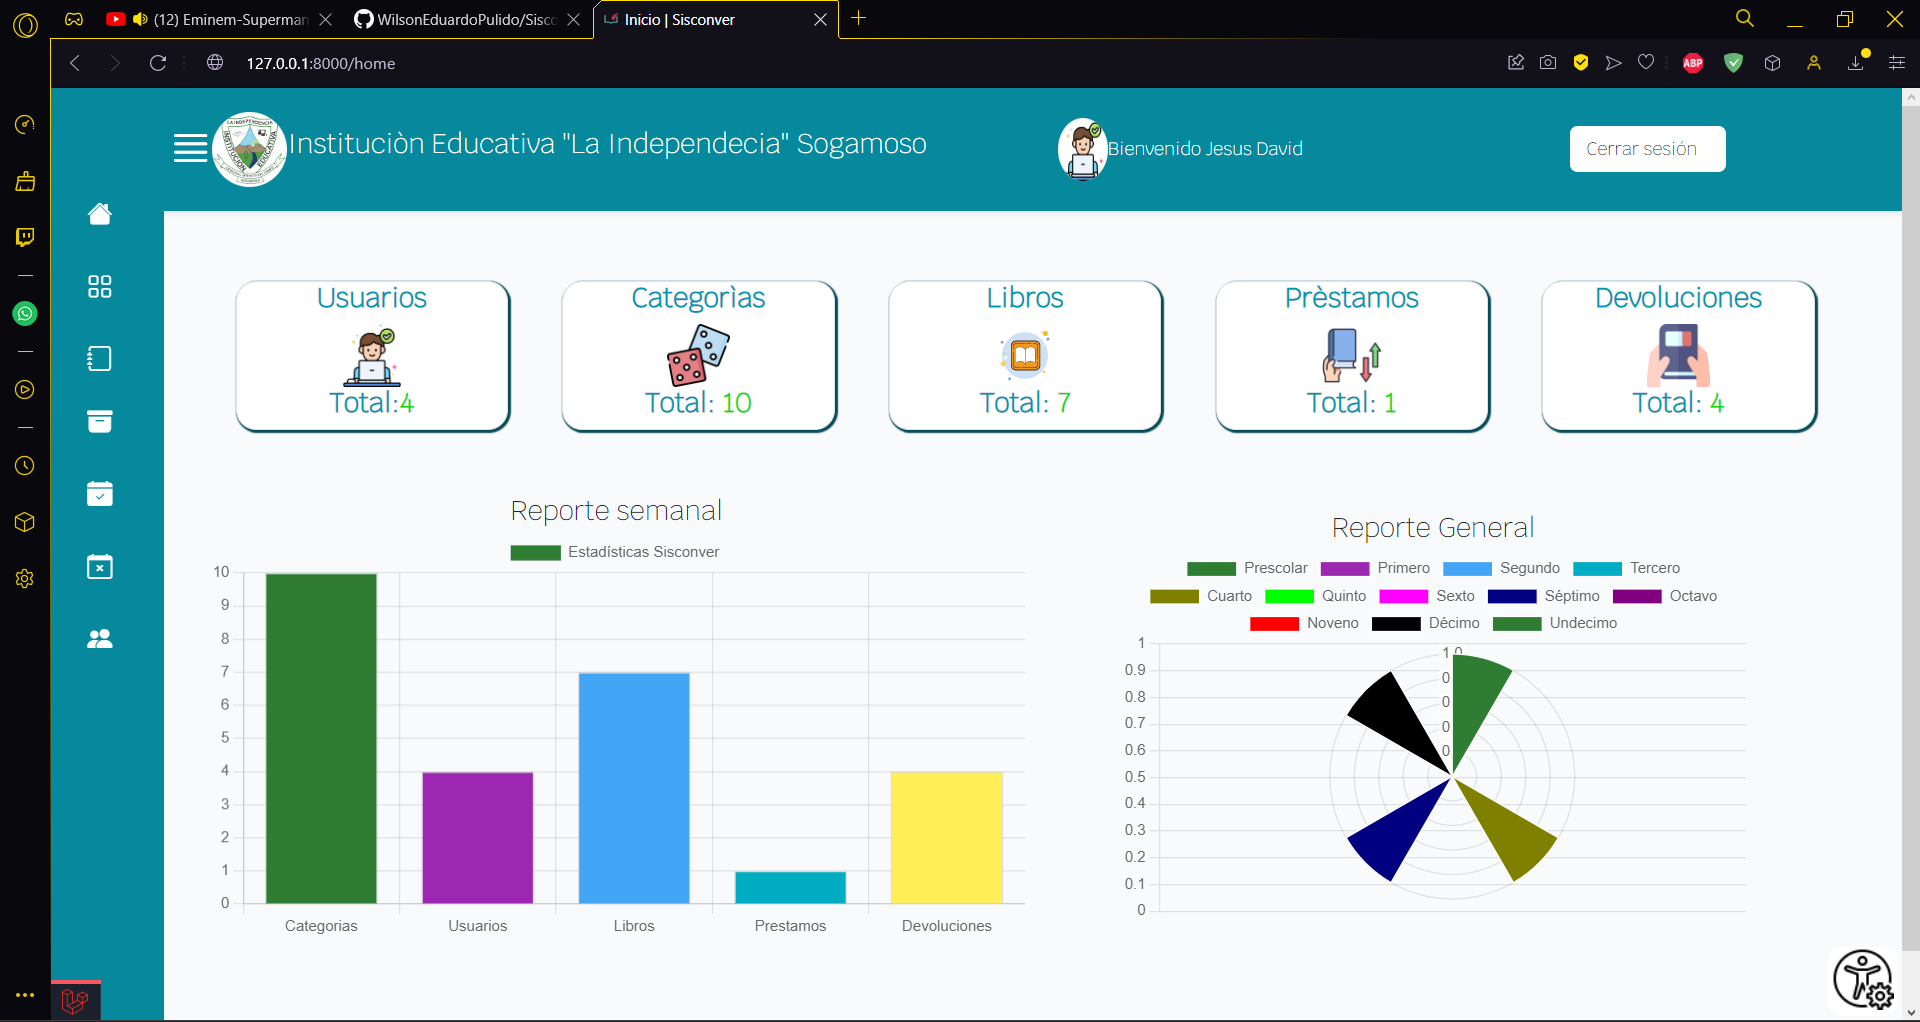 (12) Eminem-Superman
WilsonEduardoPulido/Sisco
Inicio | Sisconver
127.0.0.1:8000/home
ABP
Instituciòn Educativa "La Independecia" Sogamoso
Bienvenido Jesus David
Cerrar sesión
Usuarios
Total:4
Categorìas
Total: 10
Libros
Total: 7
Prèstamos
Total: 1
Devoluciones
Total: 4
Reporte semanal
Estadísticas Sisconver
10
9
8
7
6
5
4
3
2
1
0
Categorias Usuarios Libros Prestamos Devoluciones
Reporte General
Prescolar Primero Segundo Tercero
Cuarto Quinto Sexto Séptimo Octavo
Noveno Décimo Undecimo
1
0.9
0.8
0.7
0.6
0.5
0.4
0.3
0.2
0.1
0
1.0
0
0
0
0